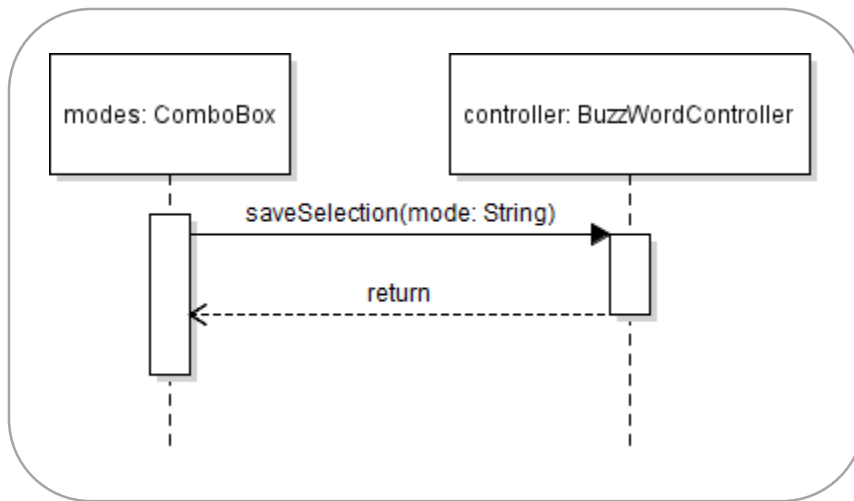 modes: ComboBox
controller: BuzzWordController
saveSelection(mode: String)
return